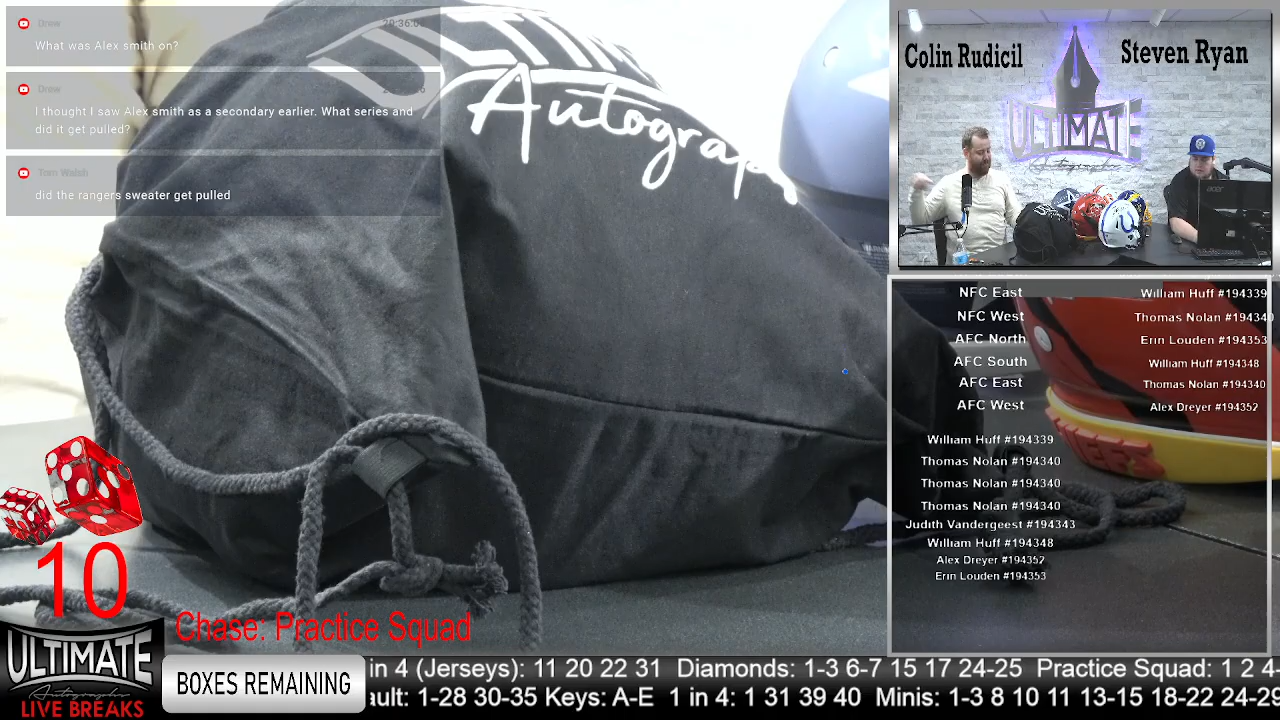 Drew
What was Alex smith on?
Drew
I thought I saw Alex smith as a secondary earlier. What series and
did it get pulled?
Tom Walsh
did the rangers sweater get pulled
Autographs
Colin Rudicil
Steven Ryan
ULTIMATE
acer
NFC East William Huff #194339
NFC West Thomas Nolan #194340
AFC North Erin Louden #194353
AFC South William Huff #194348
AFC East Thomas Nolan #194340
AFC West Alex Dreyer #194352
William Huff #194339
Thomas Nolan #194340
Thomas Nolan #194340
Thomas Nolan #194340
Judith Vandergeest #194343
William Huff #194348
Alex Dreyer #194352
Erin Louden #194353
10
Chase: Practice Squad
ULTIMATE
Autographs
LIVE BREAKS
BOXES REMAINING
in 4 (Jerseys): 11 20 22 31 Diamonds: 1-3 6-7 15 17 24-25 Practice Squad: 1 2 4-
ault: 1-28 30-35 Keys: A-E 1 in 4: 1 31 39 40 Minis: 1-3 8 10 11 13-15 18-22 24-29